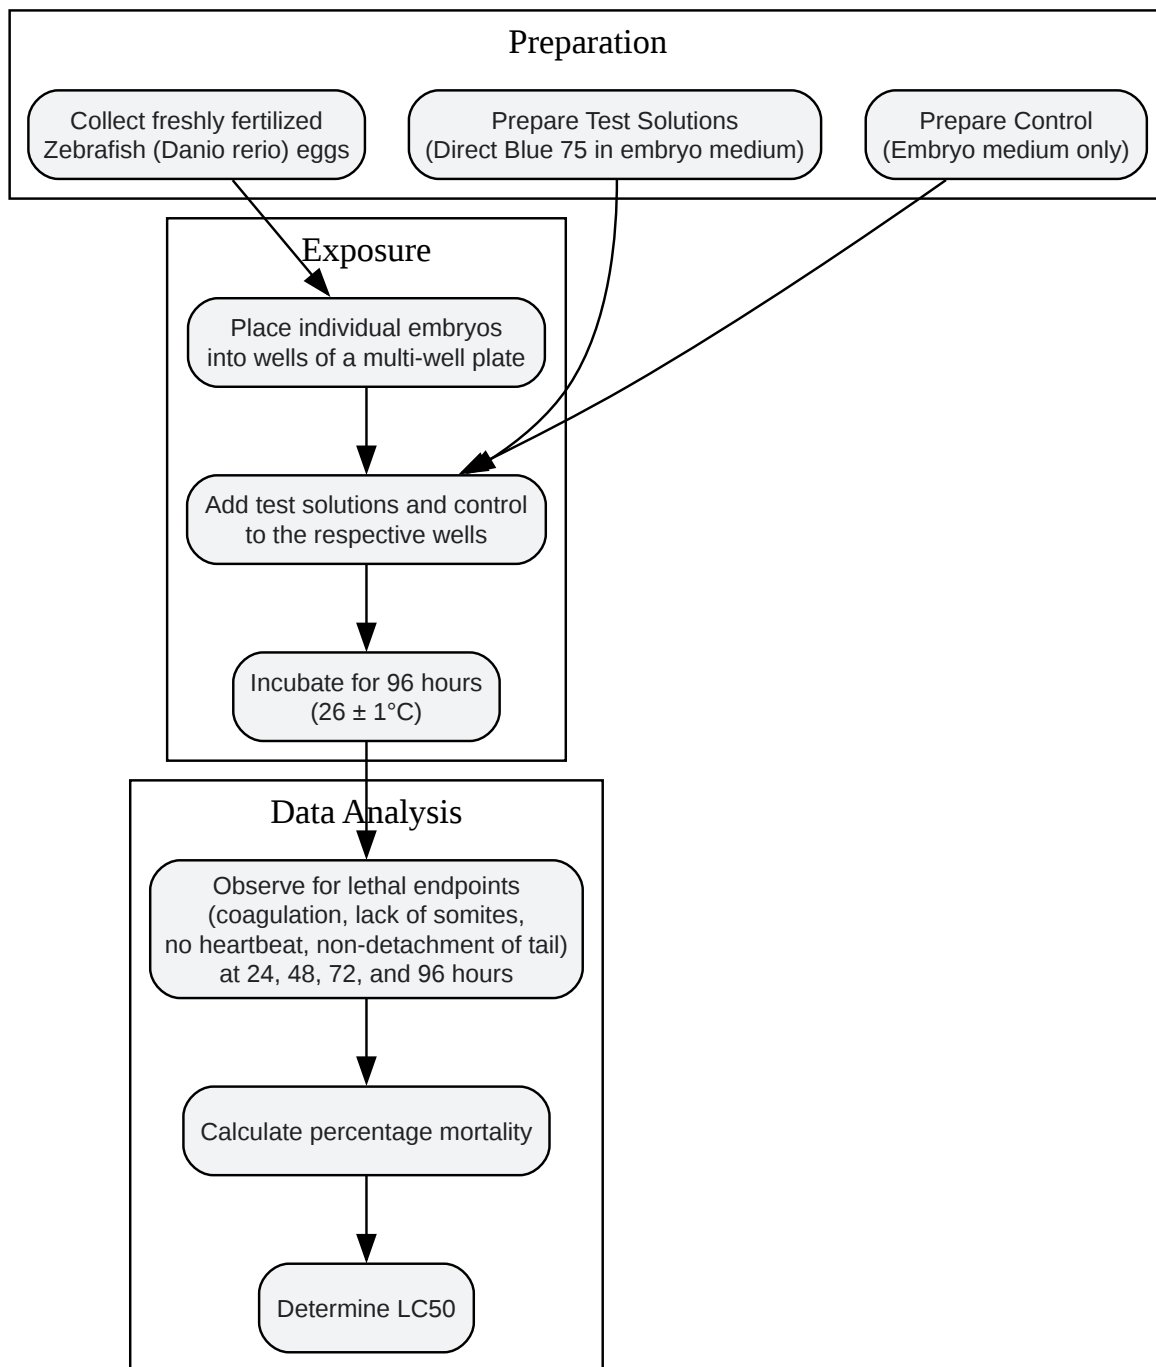 Preparation
Collect freshly fertilized
Zebrafish (Danio rerio) eggs
Prepare Test Solutions
(Direct Blue 75 in embryo medium)
Prepare Control
(Embryo medium only)
Exposure
Place individual embryos
into wells of a multi-well plate
Add test solutions and control
to the respective wells
Incubate for 96 hours
(26 ± 1°C)
Data Analysis
Observe for lethal endpoints
(coagulation, lack of somites,
no heartbeat, non-detachment of tail)
at 24, 48, 72, and 96 hours
Calculate percentage mortality
Determine LC50